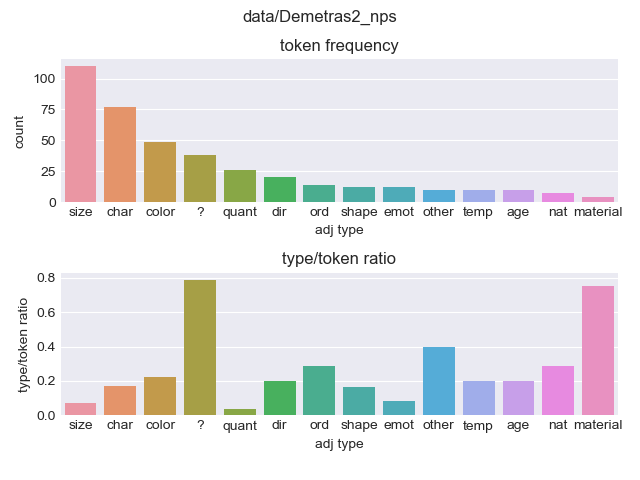 data/Demetras2_nps
token frequency
100
75
50
25
0
count
size char color ? quant dir ord shape emot other temp age nat material
adj type
type/token ratio
0.8
0.6
0.4
0.2
0.0
type/token ratio
size char color ? quant dir ord shape emot other temp age nat material
adj type